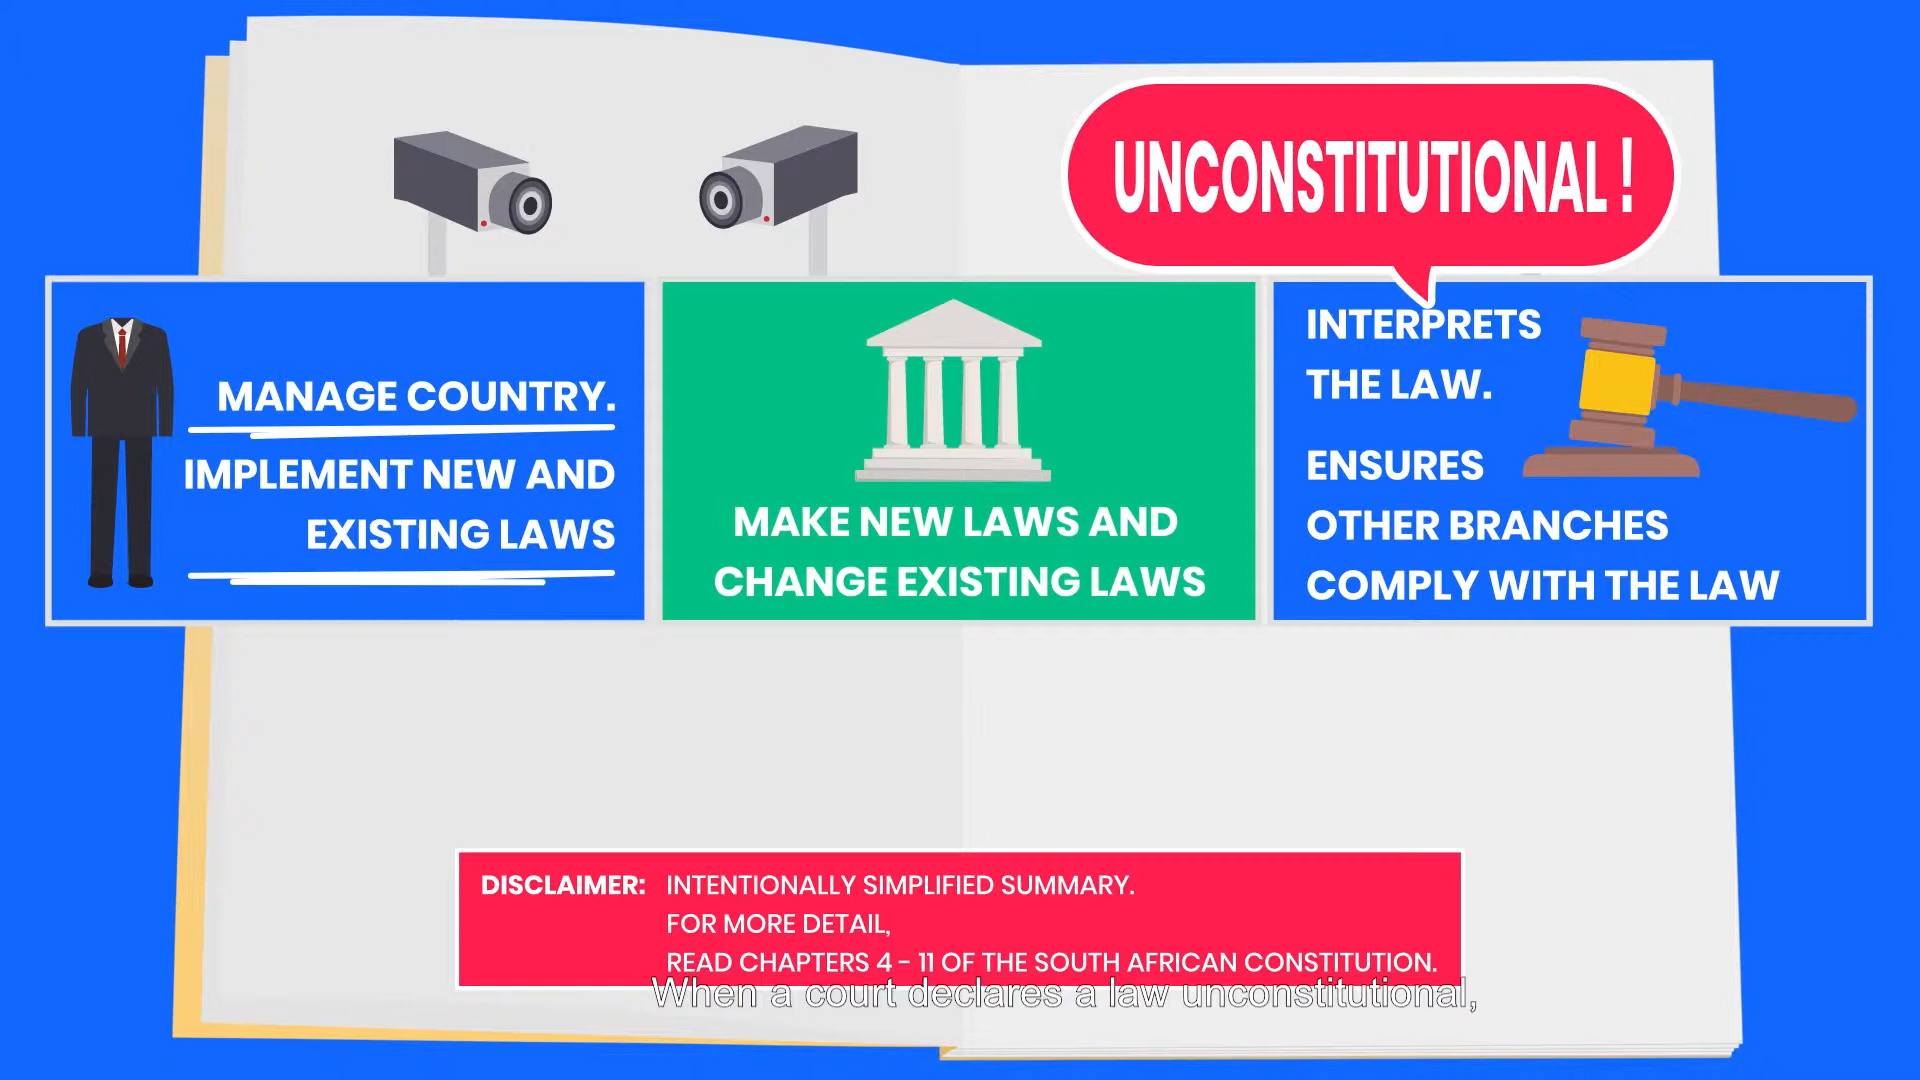 UNCONSTITUTIONAL !
MANAGE COUNTRY.
IMPLEMENT NEW AND
EXISTING LAWS
MAKE NEW LAWS AND
CHANGE EXISTING LAWS
INTERPRETS
THE LAW.
ENSURES
OTHER BRANCHES
COMPLY WITH THE LAW
DISCLAIMER: INTENTIONALLY SIMPLIFIED SUMMARY.
FOR MORE DETAIL,
READ CHAPTERS 4 - 11 OF THE SOUTH AFRICAN CONSTITUTION.
When a court declares a law unconstitutional,